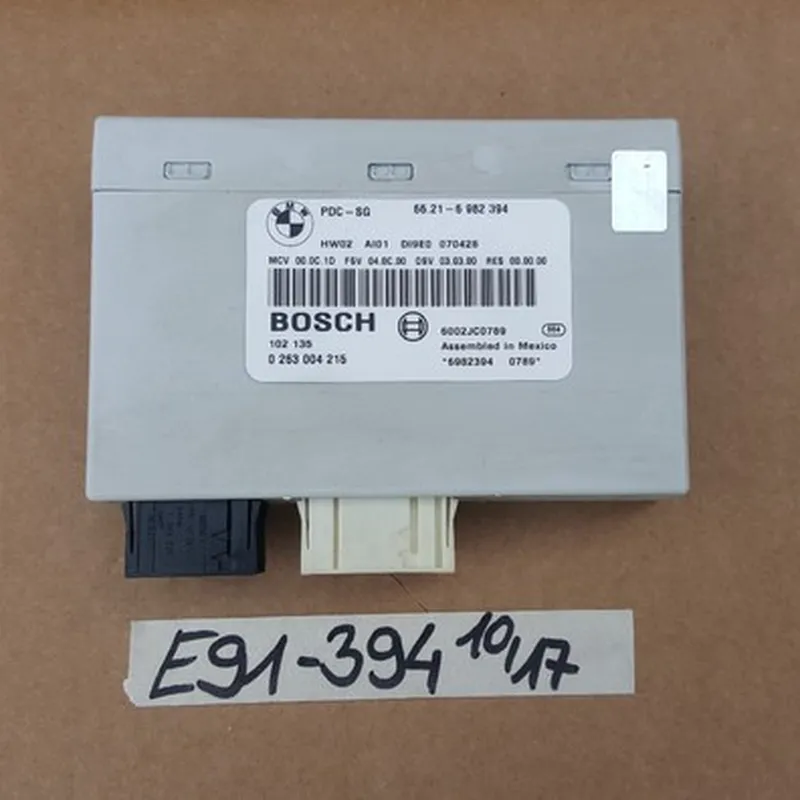 BMW
PDC-SG 66.21-6 982 394
HW02 AI01 DI9E0 070426
MCV 00.0C.1D FSV 04.0C.00 OSV 03.03.00 RES 00.00.00
BOSCH 6002JC0789 004
102 135 Assembled in Mexico
0 263 004 215 *6982394 0789*
E91-394 10/17